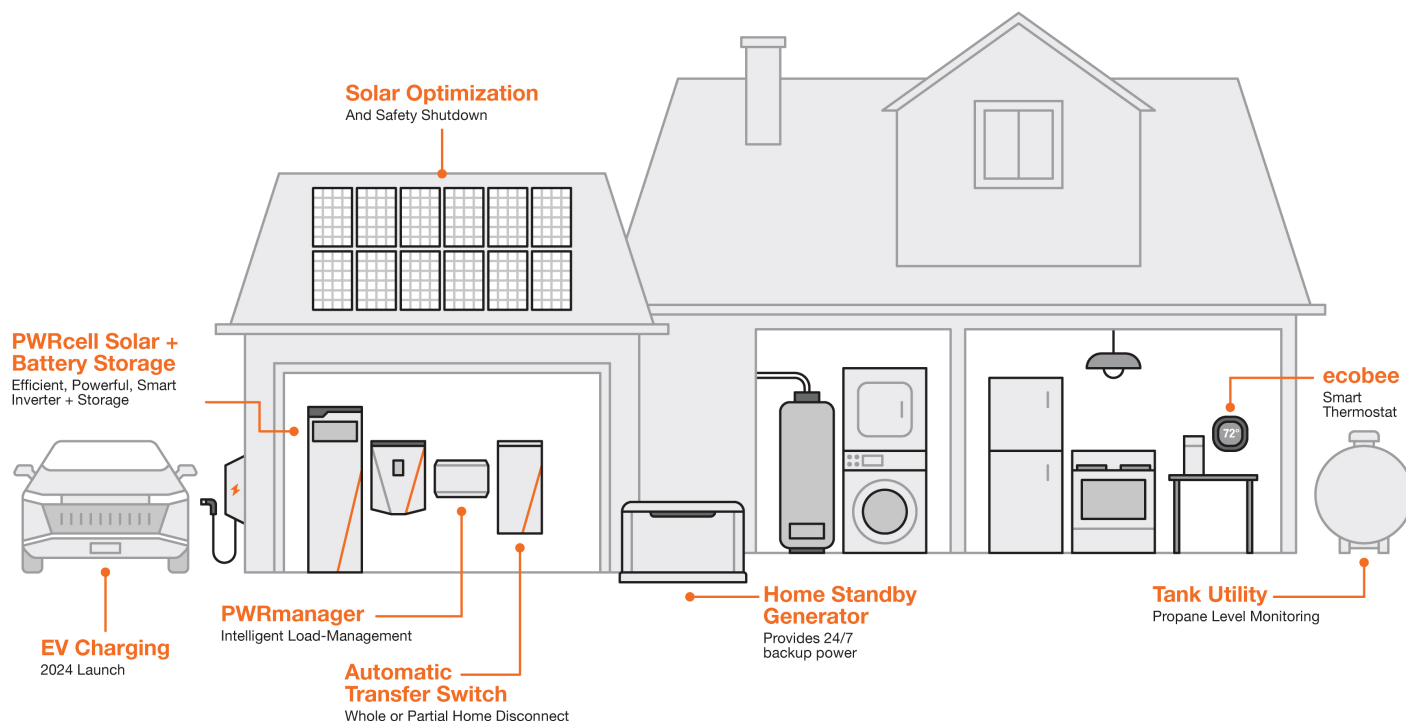 Solar Optimization
And Safety Shutdown
PWRcell Solar +
Battery Storage
Efficient, Powerful, Smart
Inverter + Storage
ecobee
Smart
Thermostat
72°
EV Charging
2024 Launch
PWRmanager
Intelligent Load-Management
Automatic
Transfer Switch
Whole or Partial Home Disconnect
Home Standby
Generator
Provides 24/7
backup power
Tank Utility
Propane Level Monitoring